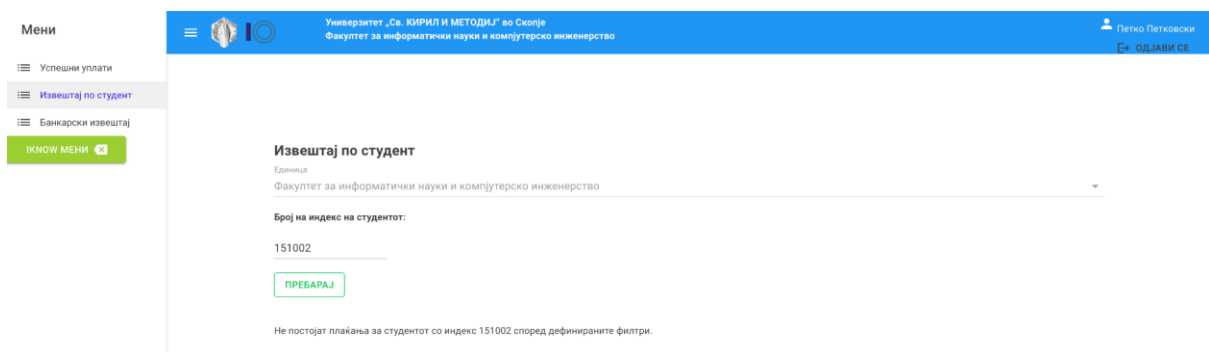 Мени
Успешни уплати
Извештај по студент
Банкарски извештај
IKNOW МЕНИ
Универзитет „Св. КИРИЛ И МЕТОДИЈ“ во Скопје
Факултет за информатички науки и компјутерско инженерство
Петко Петковски
ОДЈАВИ СЕ
Извештај по студент
Единица
Факултет за информатички науки и компјутерско инженерство
Број на индекс на студентот:
151002
ПРЕБАРАЈ
Не постојат плаќања за студентот со индекс 151002 според дефинираните филтри.